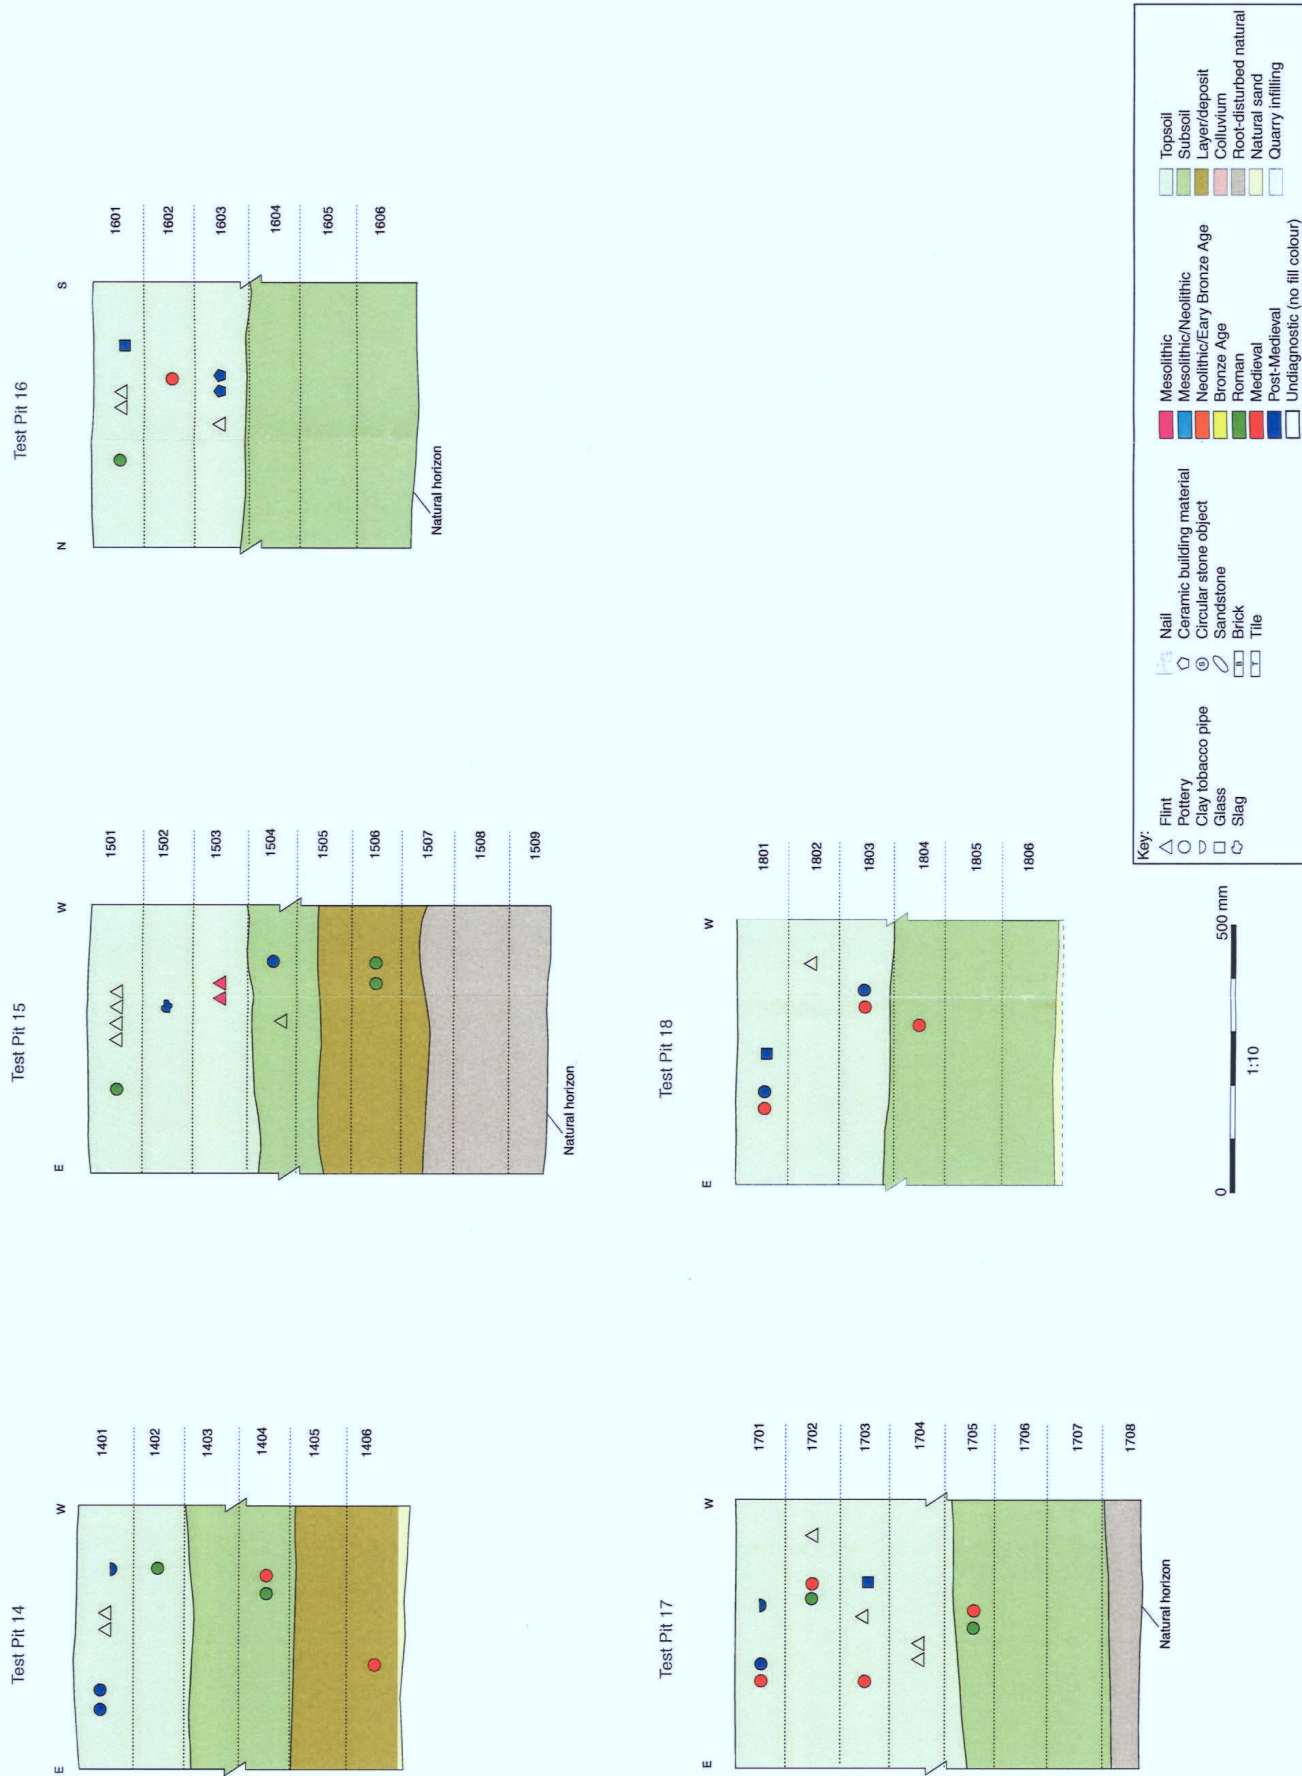 Test Pit 14
E
W
1401
1402
1403
1404
1405
1406
Test Pit 15
E
W
1501
1502
1503
1504
1505
1506
1507
1508
1509
Natural horizon
Test Pit 16
N
S
1601
1602
1603
1604
1605
1606
Natural horizon
Test Pit 17
E
W
1701
1702
1703
1704
1705
1706
1707
1708
Natural horizon
Test Pit 18
E
W
1801
1802
1803
1804
1805
1806
0
500 mm
1:10
Key:
Flint
Pottery
Clay tobacco pipe
Glass
Slag
Nail
Ceramic building material
S Circular stone object
Sandstone
B Brick
T Tile
Mesolithic
Mesolithic/Neolithic
Neolithic/Eary Bronze Age
Bronze Age
Roman
Medieval
Post-Medieval
Undiagnostic (no fill colour)
Topsoil
Subsoil
Layer/deposit
Colluvium
Root-disturbed natural
Natural sand
Quarry infilling